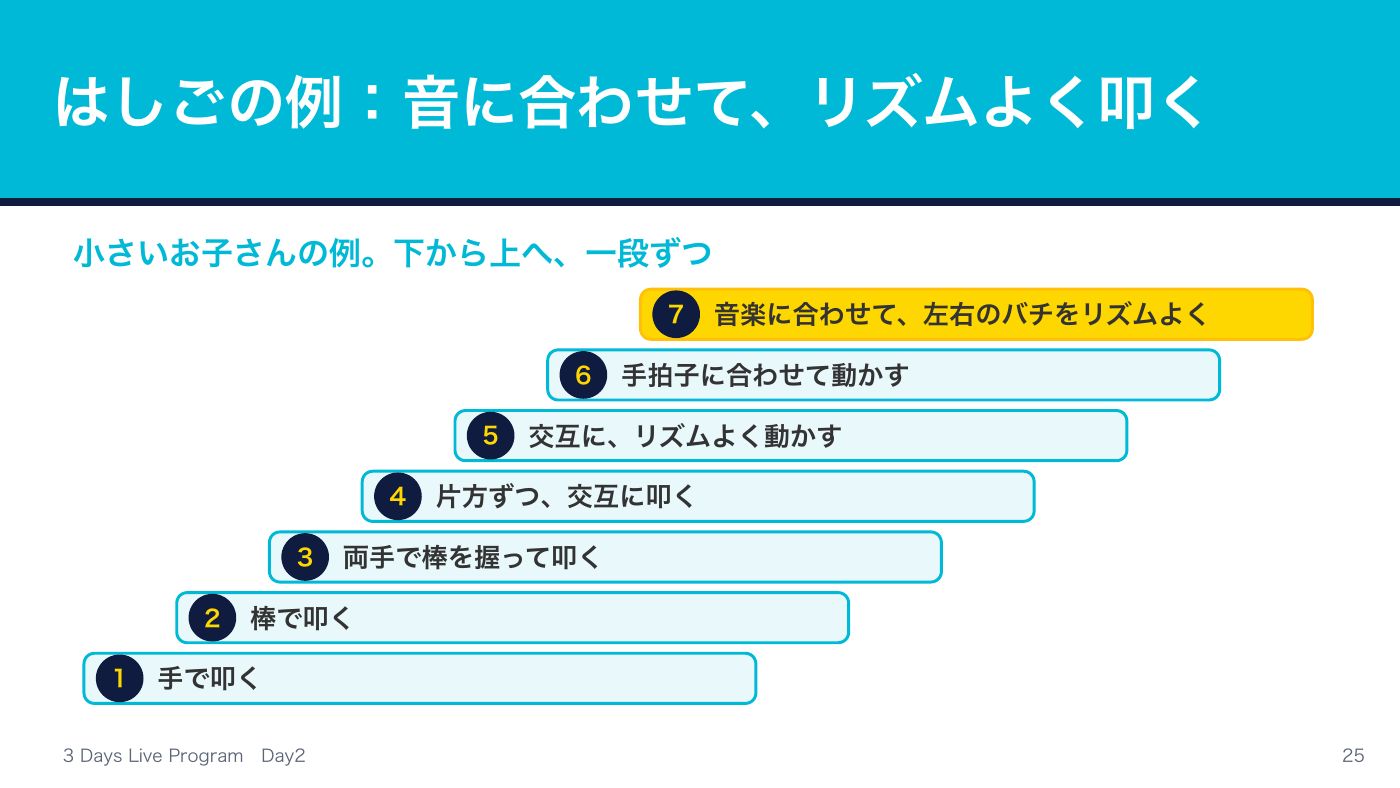 はしごの例：音に合わせて、リズムよく叩く
小さいお子さんの例。下から上へ、一段ずつ
7 音楽に合わせて、左右のバチをリズムよく
6 手拍子に合わせて動かす
5 交互に、リズムよく動かす
4 片方ずつ、交互に叩く
3 両手で棒を握って叩く
2 棒で叩く
1 手で叩く
3 Days Live Program　Day2
25